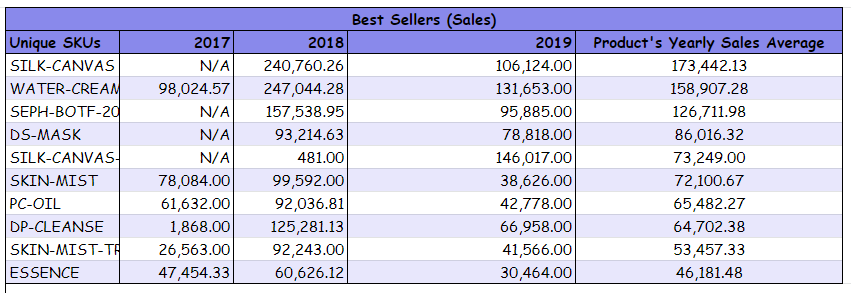 Best Sellers (Sales)
Unique SKUs 2017 2018 2019 Product's Yearly Sales Average
SILK-CANVAS N/A 240,760.26 106,124.00 173,442.13
WATER-CREAM 98,024.57 247,044.28 131,653.00 158,907.28
SEPH-BOTF-20 N/A 157,538.95 95,885.00 126,711.98
DS-MASK N/A 93,214.63 78,818.00 86,016.32
SILK-CANVAS- N/A 481.00 146,017.00 73,249.00
SKIN-MIST 78,084.00 99,592.00 38,626.00 72,100.67
PC-OIL 61,632.00 92,036.81 42,778.00 65,482.27
DP-CLEANSE 1,868.00 125,281.13 66,958.00 64,702.38
SKIN-MIST-TR 26,563.00 92,243.00 41,566.00 53,457.33
ESSENCE 47,454.33 60,626.12 30,464.00 46,181.48